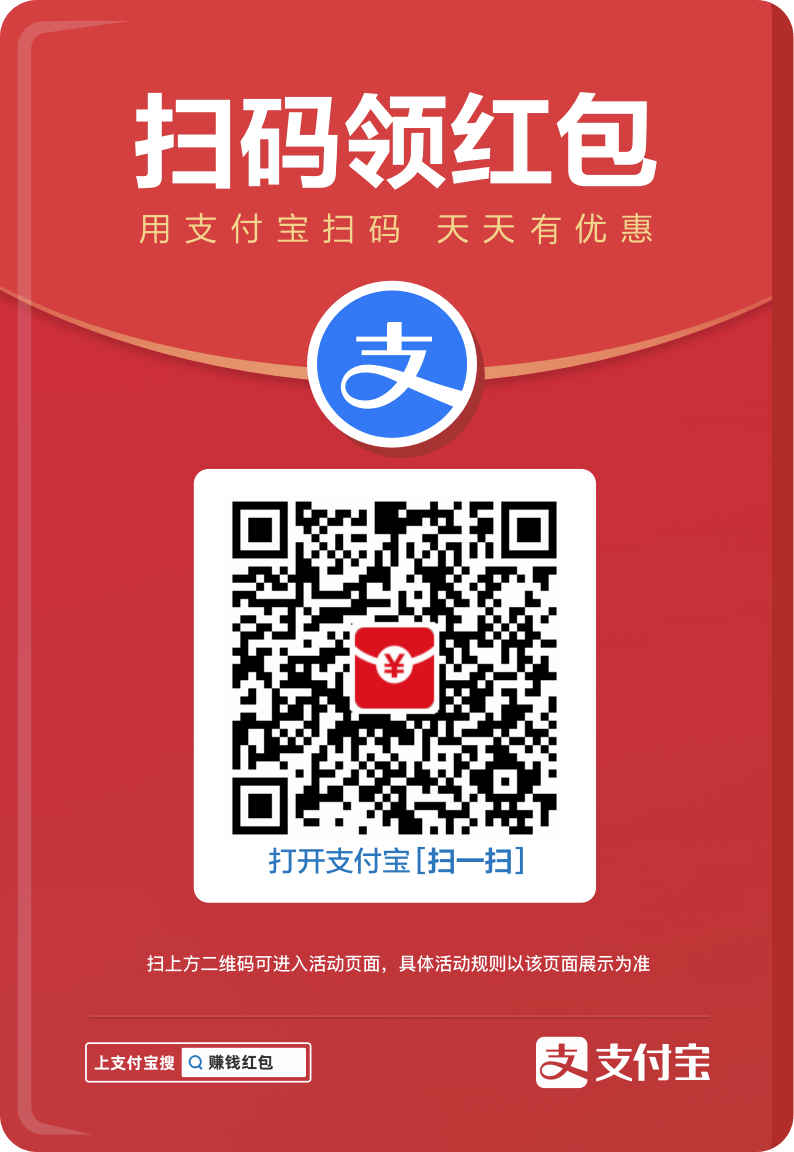 扫码领红包
用支付宝扫码 天天有优惠
支
¥
打开支付宝[扫一扫]
扫上方二维码可进入活动页面，具体活动规则以该页面展示为准
上支付宝搜 赚钱红包
支 支付宝